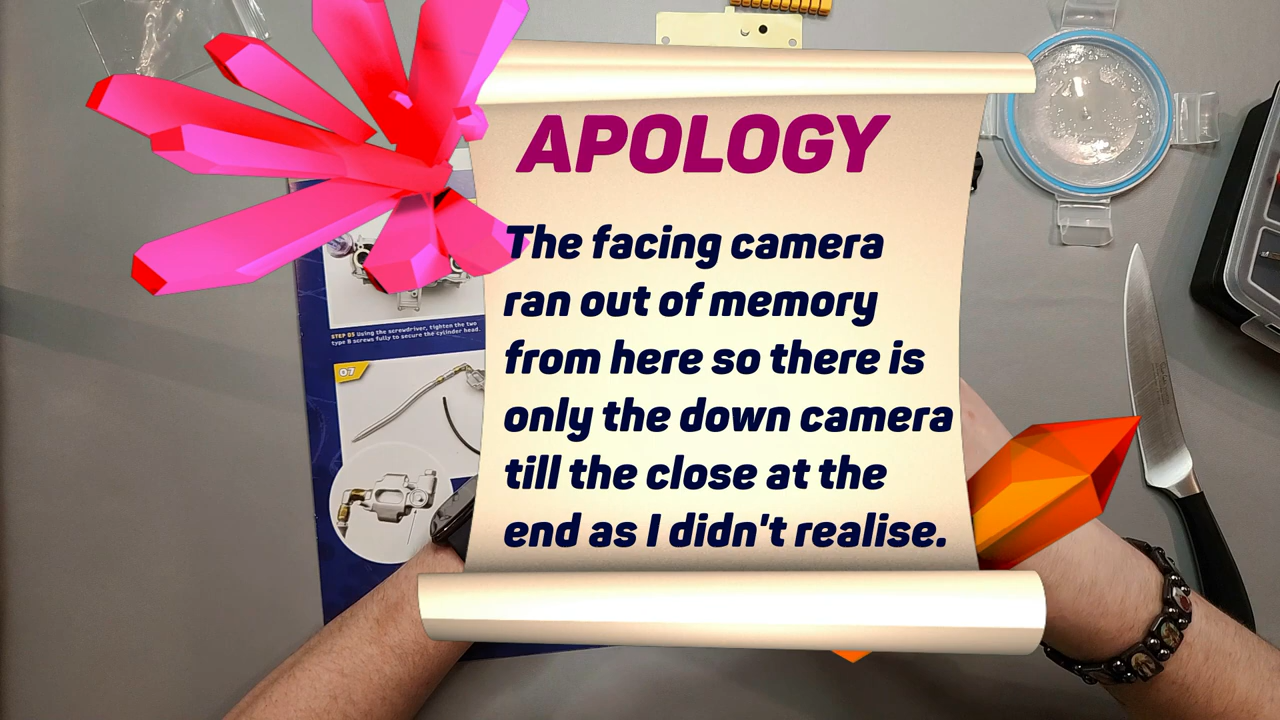 APOLOGY
The facing camera
ran out of memory
from here so there is
only the down camera
till the close at the
end as I didn't realise.
STEP 05 Using the screwdriver, tighten the two
type B screws fully to secure the cylinder head.
07